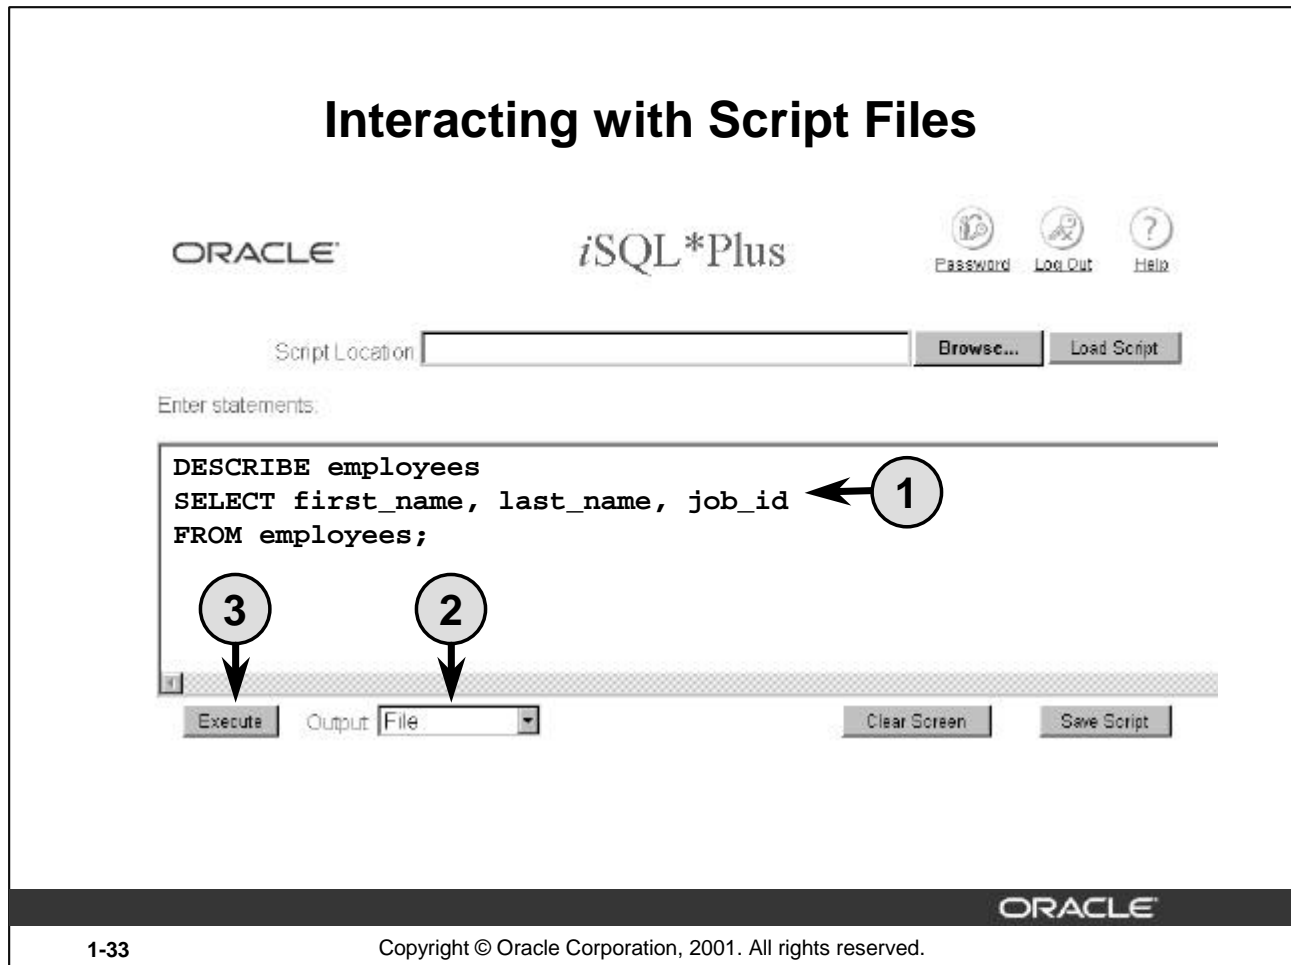 Interacting with Script Files
ORACLE
iSQL*Plus
Password Log Out Help
Script Location Browse... Load Script
Enter statements:
DESCRIBE employees
SELECT first_name, last_name, job_id
FROM employees;
1
3 2
Execute Output: File Clear Screen Save Script
ORACLE
1-33 Copyright © Oracle Corporation, 2001. All rights reserved.